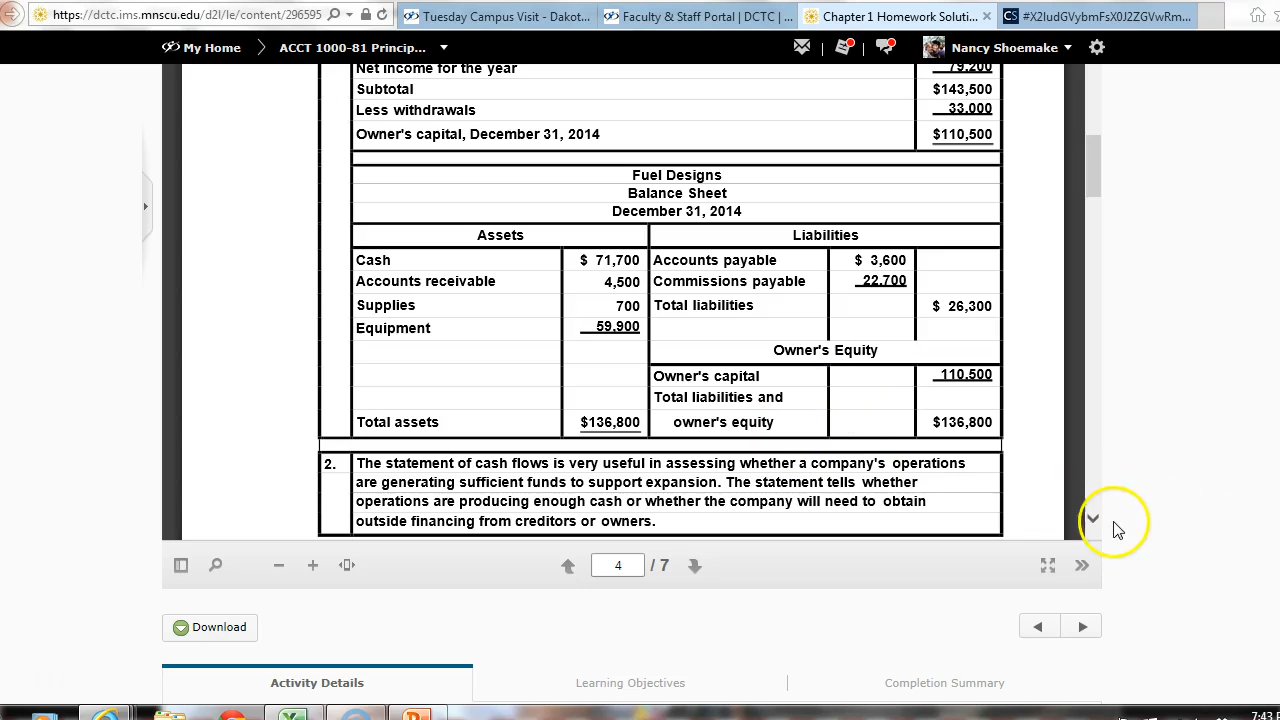 https://dctc.ims.mnscu.edu/d2l/le/content/296595
Tuesday Campus Visit - Dakot...
Faculty & Staff Portal | DCTC |...
Chapter 1 Homework Soluti...
CS #X2IudGVybmFsX0J2ZGVwRm...
My Home
ACCT 1000-81 Princip...
Nancy Shoemake
Net income for the year 79,200
Subtotal $143,500
Less withdrawals 33,000
Owner's capital, December 31, 2014 $110,500
Fuel Designs
Balance Sheet
December 31, 2014
Assets Liabilities
Cash $ 71,700 Accounts payable $ 3,600
Accounts receivable 4,500 Commissions payable 22,700
Supplies 700 Total liabilities $ 26,300
Equipment 59,900
Owner's Equity
Owner's capital 110,500
Total liabilities and
Total assets $136,800 owner's equity $136,800
2. The statement of cash flows is very useful in assessing whether a company's operations
are generating sufficient funds to support expansion. The statement tells whether
operations are producing enough cash or whether the company will need to obtain
outside financing from creditors or owners.
4 / 7
Download
Activity Details
Learning Objectives
Completion Summary